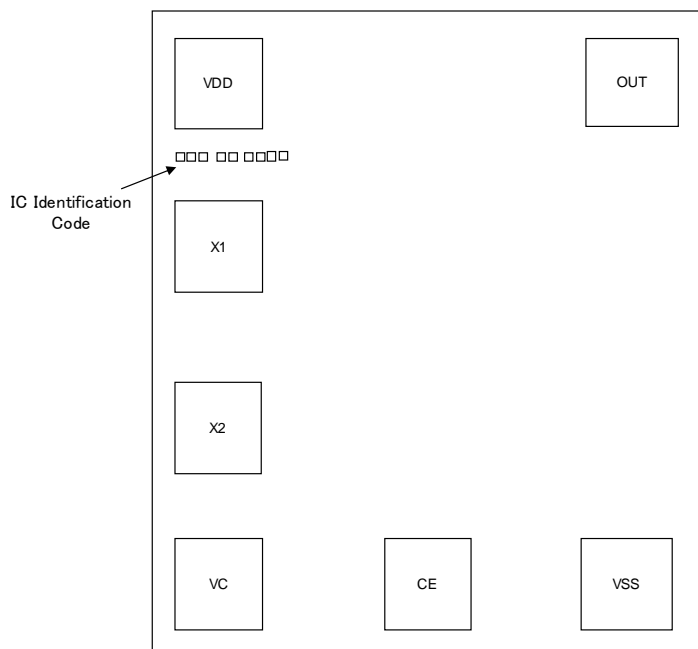 VDD
OUT
IC Identification
Code
X1
X2
VC
CE
VSS